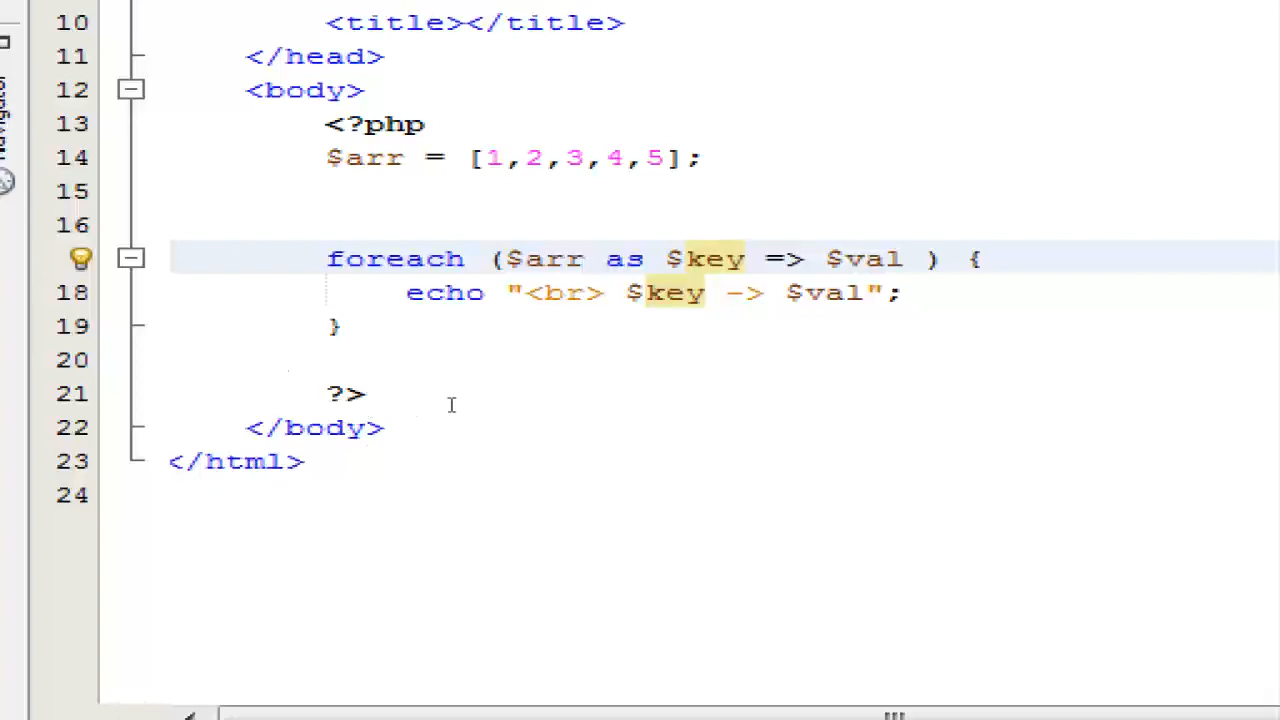 10 <title></title>
11 </head>
12 <body>
13 <?php
14 $arr = [1,2,3,4,5];
15
16
foreach ($arr as $key => $val ) {
18 echo "<br> $key -> $val";
19 }
20
21 ?>
22 </body>
23 </html>
24
Navigator